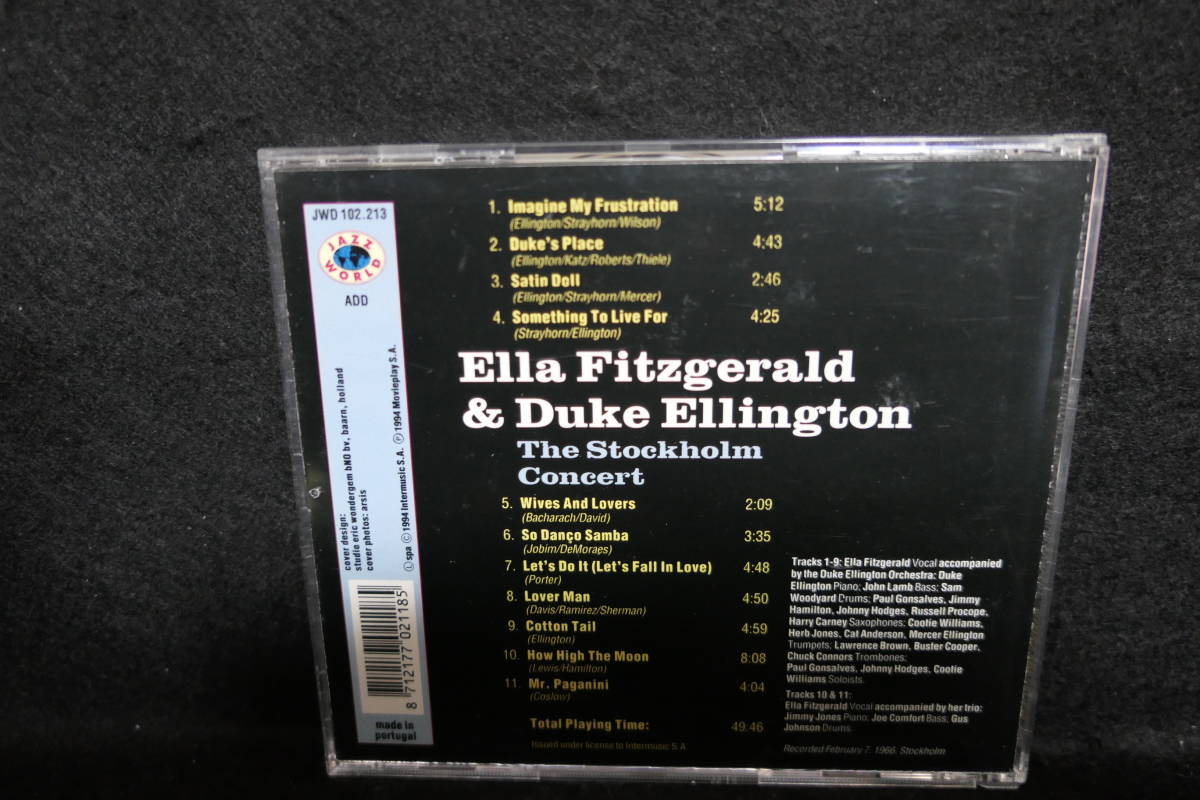 JWD 102.213
JAZZ WORLD
ADD
cover design:
studio eric wondergem bNO bv, baarn, holland
cover photos: arsis
Ⓛ spa © 1994 Intermusic S.A. Ⓟ 1994 Movieplay S.A.
8 712177 021185
made in
portugal
1. Imagine My Frustration 5:12
(Ellington/Strayhorn/Wilson)
2. Duke's Place 4:43
(Ellington/Katz/Roberts/Thiele)
3. Satin Doll 2:46
(Ellington/Strayhorn/Mercer)
4. Something To Live For 4:25
(Strayhorn/Ellington)
Ella Fitzgerald
& Duke Ellington
The Stockholm
Concert
5. Wives And Lovers 2:09
(Bacharach/David)
6. So Danço Samba 3:35
(Jobim/DeMoraes)
7. Let's Do It (Let's Fall In Love) 4:48
(Porter)
8. Lover Man 4:50
(Davis/Ramirez/Sherman)
9. Cotton Tail 4:59
(Ellington)
10. How High The Moon 8:08
(Lewis/Hamilton)
11. Mr. Paganini 4:04
(Coslow)
Total Playing Time: 49:46
Issued under license to Intermusic S.A.
Tracks 1-9: Ella Fitzgerald Vocal accompanied
by the Duke Ellington Orchestra: Duke
Ellington Piano; John Lamb Bass; Sam
Woodyard Drums; Paul Gonsalves, Jimmy
Hamilton, Johnny Hodges, Russell Procope,
Harry Carney Saxophones; Cootie Williams,
Herb Jones, Cat Anderson, Mercer Ellington
Trumpets; Lawrence Brown, Buster Cooper,
Chuck Connors Trombones;
Paul Gonsalves, Johnny Hodges, Cootie
Williams Soloists.
Tracks 10 & 11:
Ella Fitzgerald Vocal accompanied by her trio:
Jimmy Jones Piano; Joe Comfort Bass, Gus
Johnson Drums
Recorded February 7, 1966, Stockholm